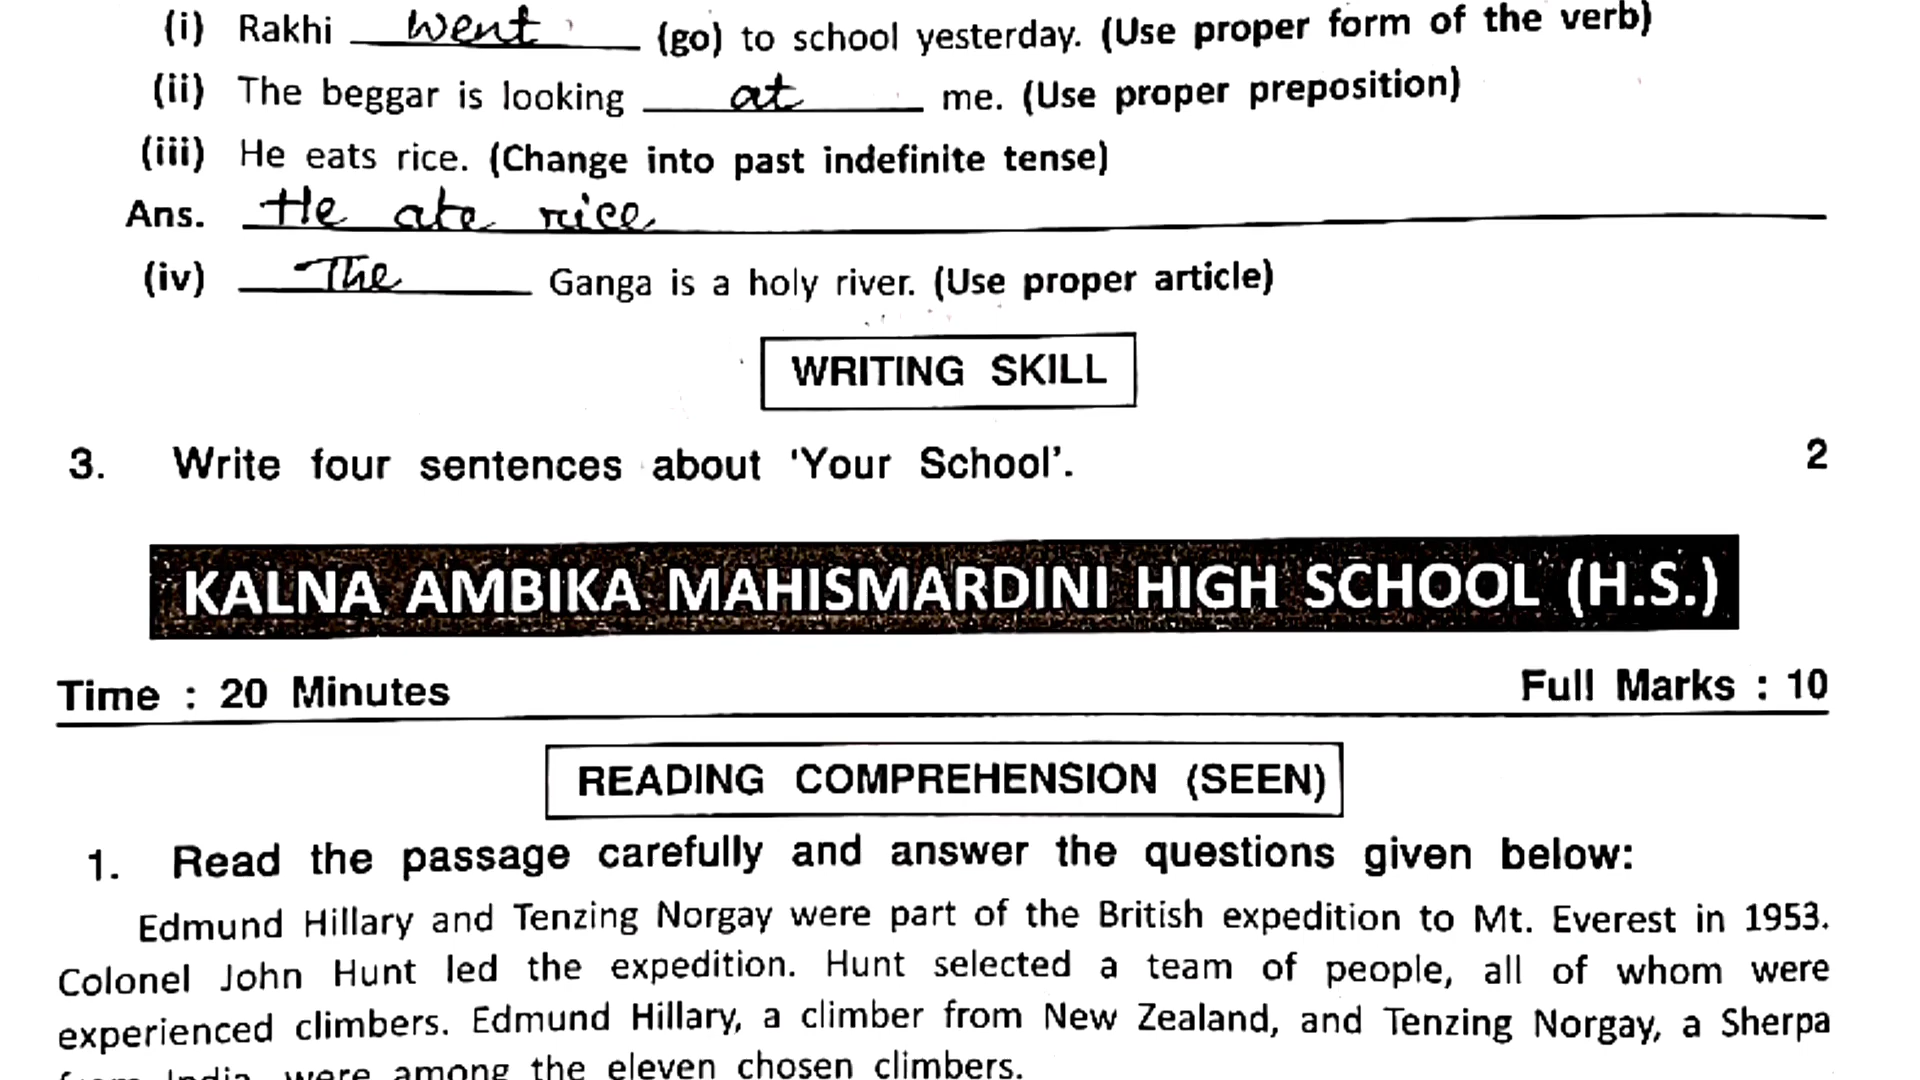 (i) Rakhi went (go) to school yesterday. (Use proper form of the verb)
(ii) The beggar is looking at me. (Use proper preposition)
(iii) He eats rice. (Change into past indefinite tense)
Ans. He ate rice
(iv) The Ganga is a holy river. (Use proper article)
WRITING SKILL
3. Write four sentences about 'Your School'. 2
KALNA AMBIKA MAHISMARDINI HIGH SCHOOL (H.S.)
Time : 20 Minutes Full Marks : 10
READING COMPREHENSION (SEEN)
1. Read the passage carefully and answer the questions given below:
Edmund Hillary and Tenzing Norgay were part of the British expedition to Mt. Everest in 1953.
Colonel John Hunt led the expedition. Hunt selected a team of people, all of whom were
experienced climbers. Edmund Hillary, a climber from New Zealand, and Tenzing Norgay, a Sherpa
from India, were among the eleven chosen climbers.